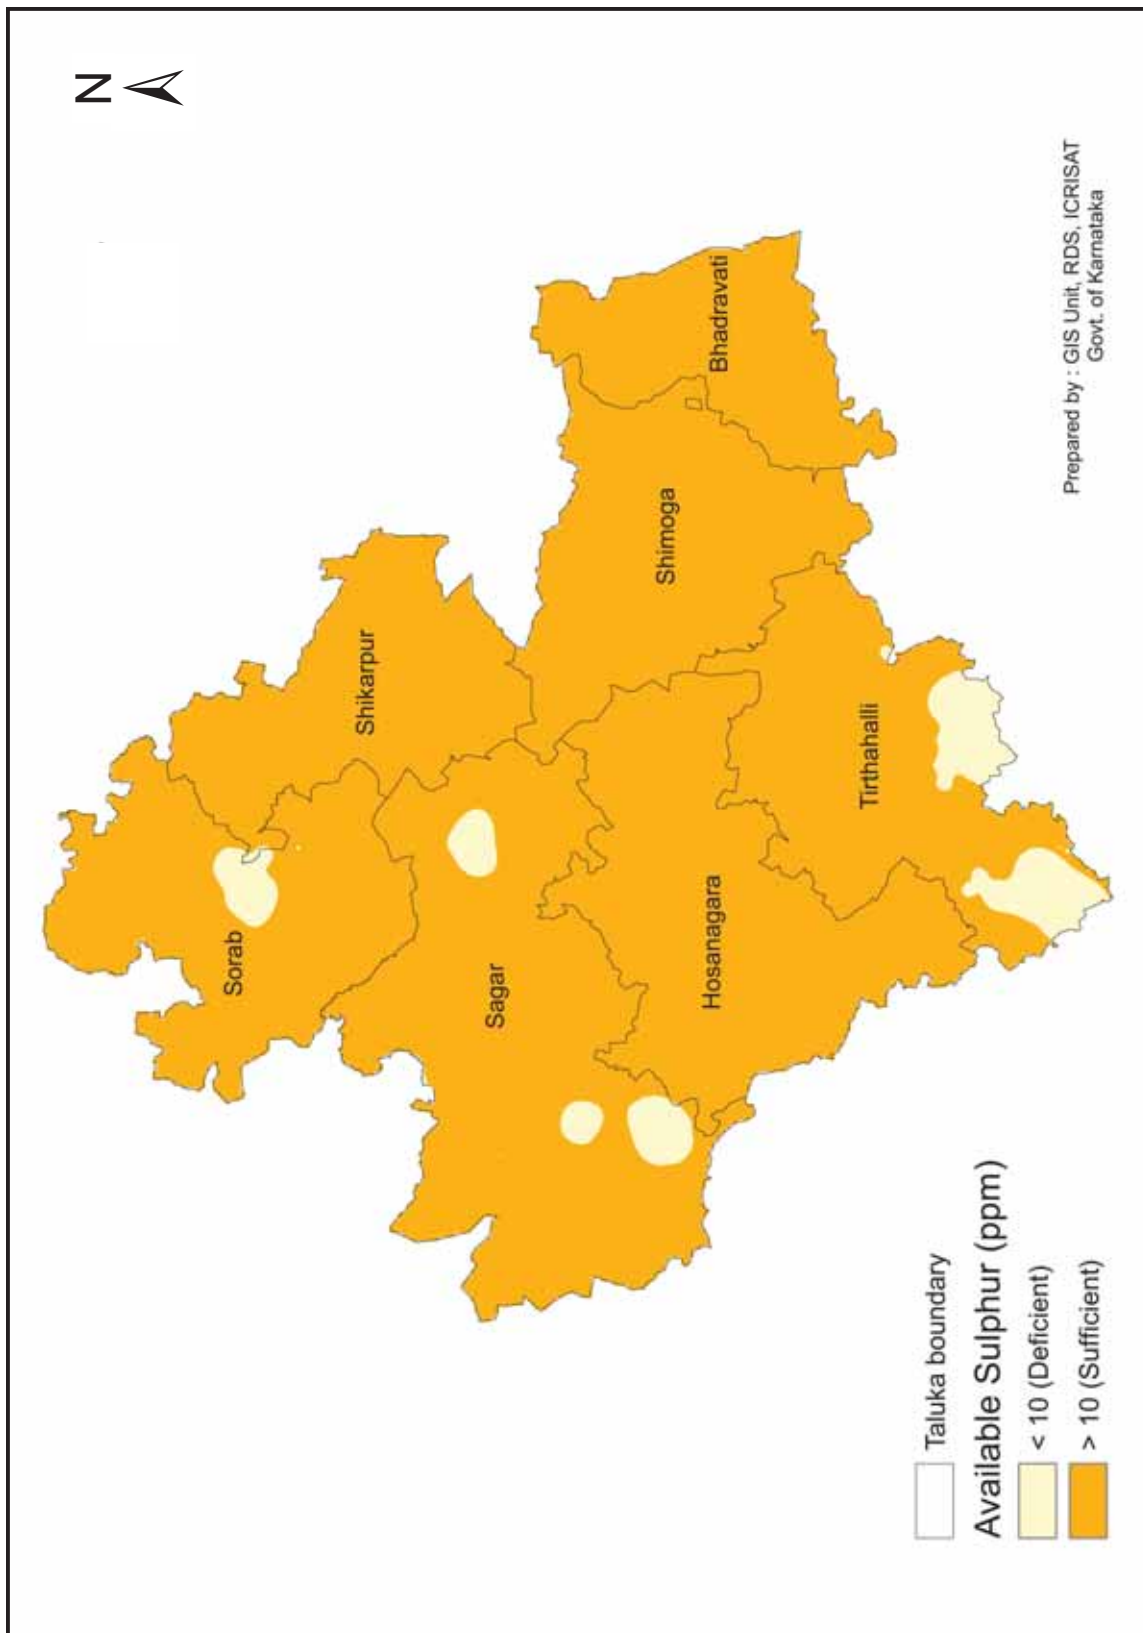 N
Sorab
Shikarpur
Sagar
Shimoga
Bhadravati
Hosanagara
Tirthahalli
Taluka boundary
Available Sulphur (ppm)
< 10 (Deficient)
> 10 (Sufficient)
Prepared by : GIS Unit, RDS, ICRISAT
Govt. of Karnataka